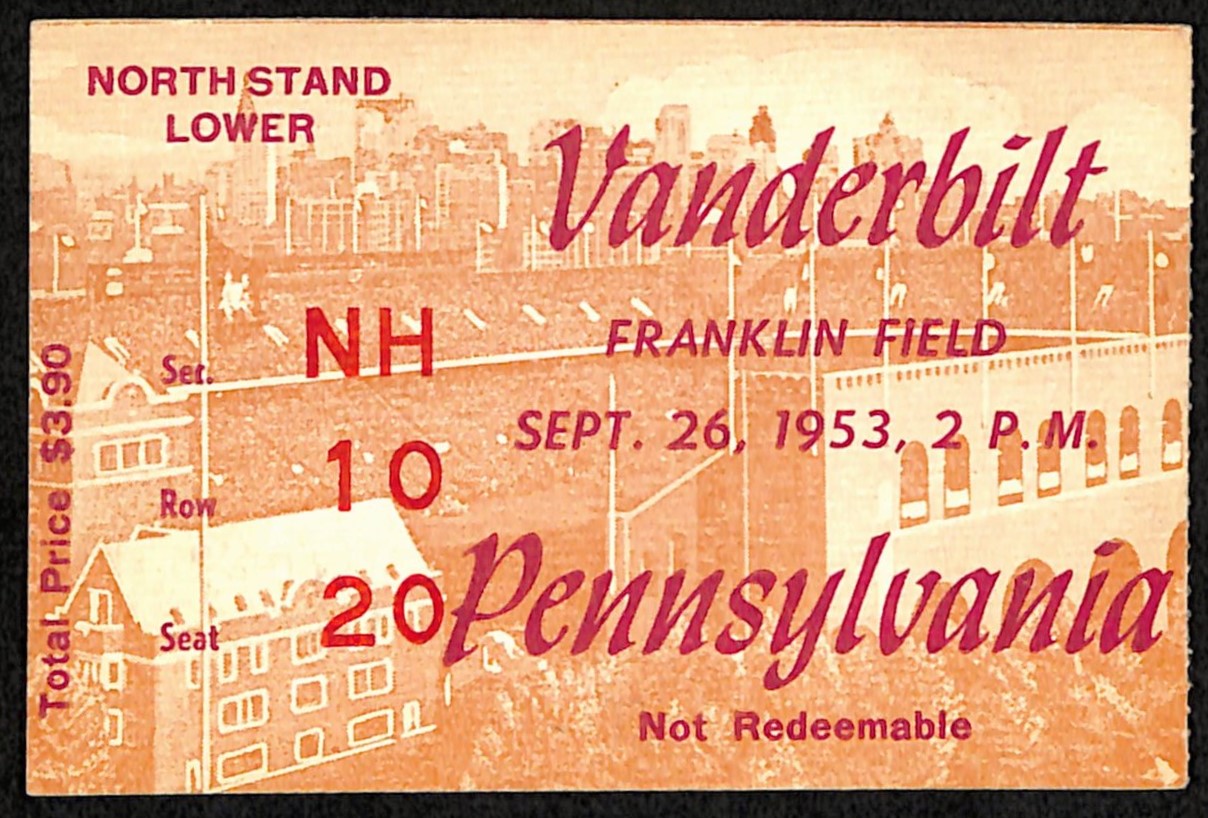 NORTH STAND
LOWER
Vanderbilt
FRANKLIN FIELD
SEPT. 26, 1953, 2 P.M.
Pennsylvania
Not Redeemable
Sec. NH
Row 10
Seat 20
Total Price $3.90